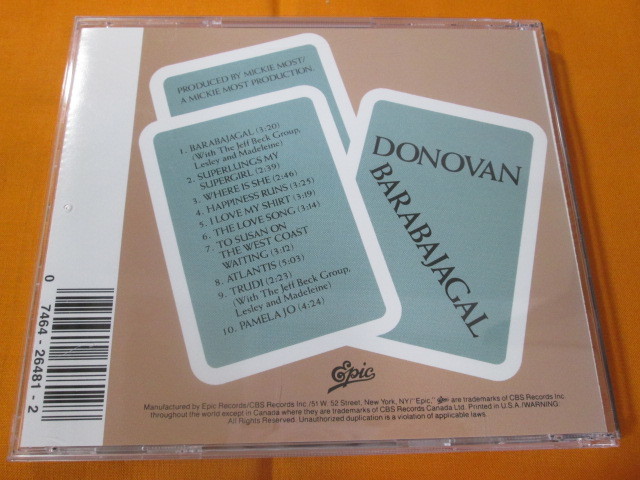 PRODUCED BY MICKIE MOST/
A MICKIE MOST PRODUCTION
1. BARABAJAGAL (3:20)
(With The Jeff Beck Group,
Lesley and Madeleine)
2. SUPERLUNGS MY
SUPERGIRL (2:39)
3. WHERE IS SHE (2:46)
4. HAPPINESS RUNS (3:25)
5. I LOVE MY SHIRT (3:19)
6. THE LOVE SONG (3:14)
7. TO SUSAN ON
THE WEST COAST
WAITING (3:12)
8. ATLANTIS (5:03)
9. TRUDI (2:23)
(With The Jeff Beck Group,
Lesley and Madeleine)
10. PAMELA JO (4:24)
DONOVAN
BARABAJAGAL
0 7464-26481-2
Epic
Manufactured by Epic Records/CBS Records Inc./51 W. 52 Street, New York, NY/"Epic," Epic are trademarks of CBS Records Inc.
throughout the world except in Canada where they are trademarks of CBS Records Canada Ltd. Printed in U.S.A./WARNING:
All Rights Reserved. Unauthorized duplication is a violation of applicable laws.